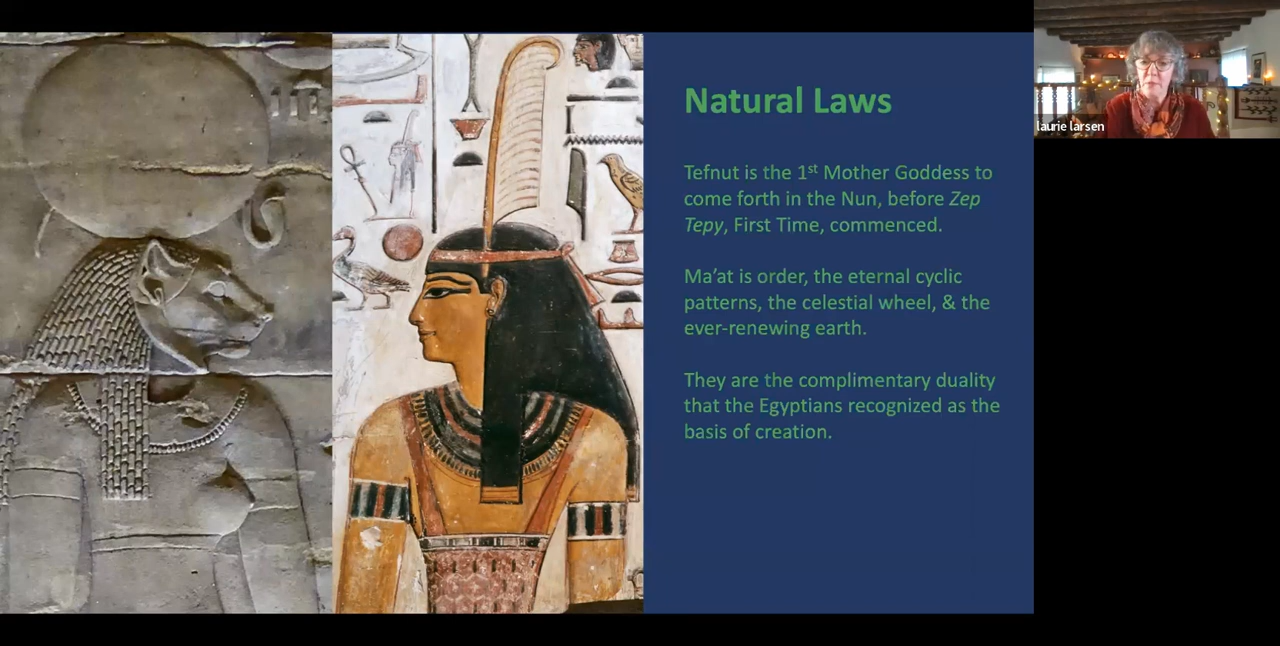 Natural Laws
Tefnut is the 1st Mother Goddess to
come forth in the Nun, before Zep
Tepy, First Time, commenced.
Ma’at is order, the eternal cyclic
patterns, the celestial wheel, & the
ever-renewing earth.
They are the complimentary duality
that the Egyptians recognized as the
basis of creation.
laurie larsen